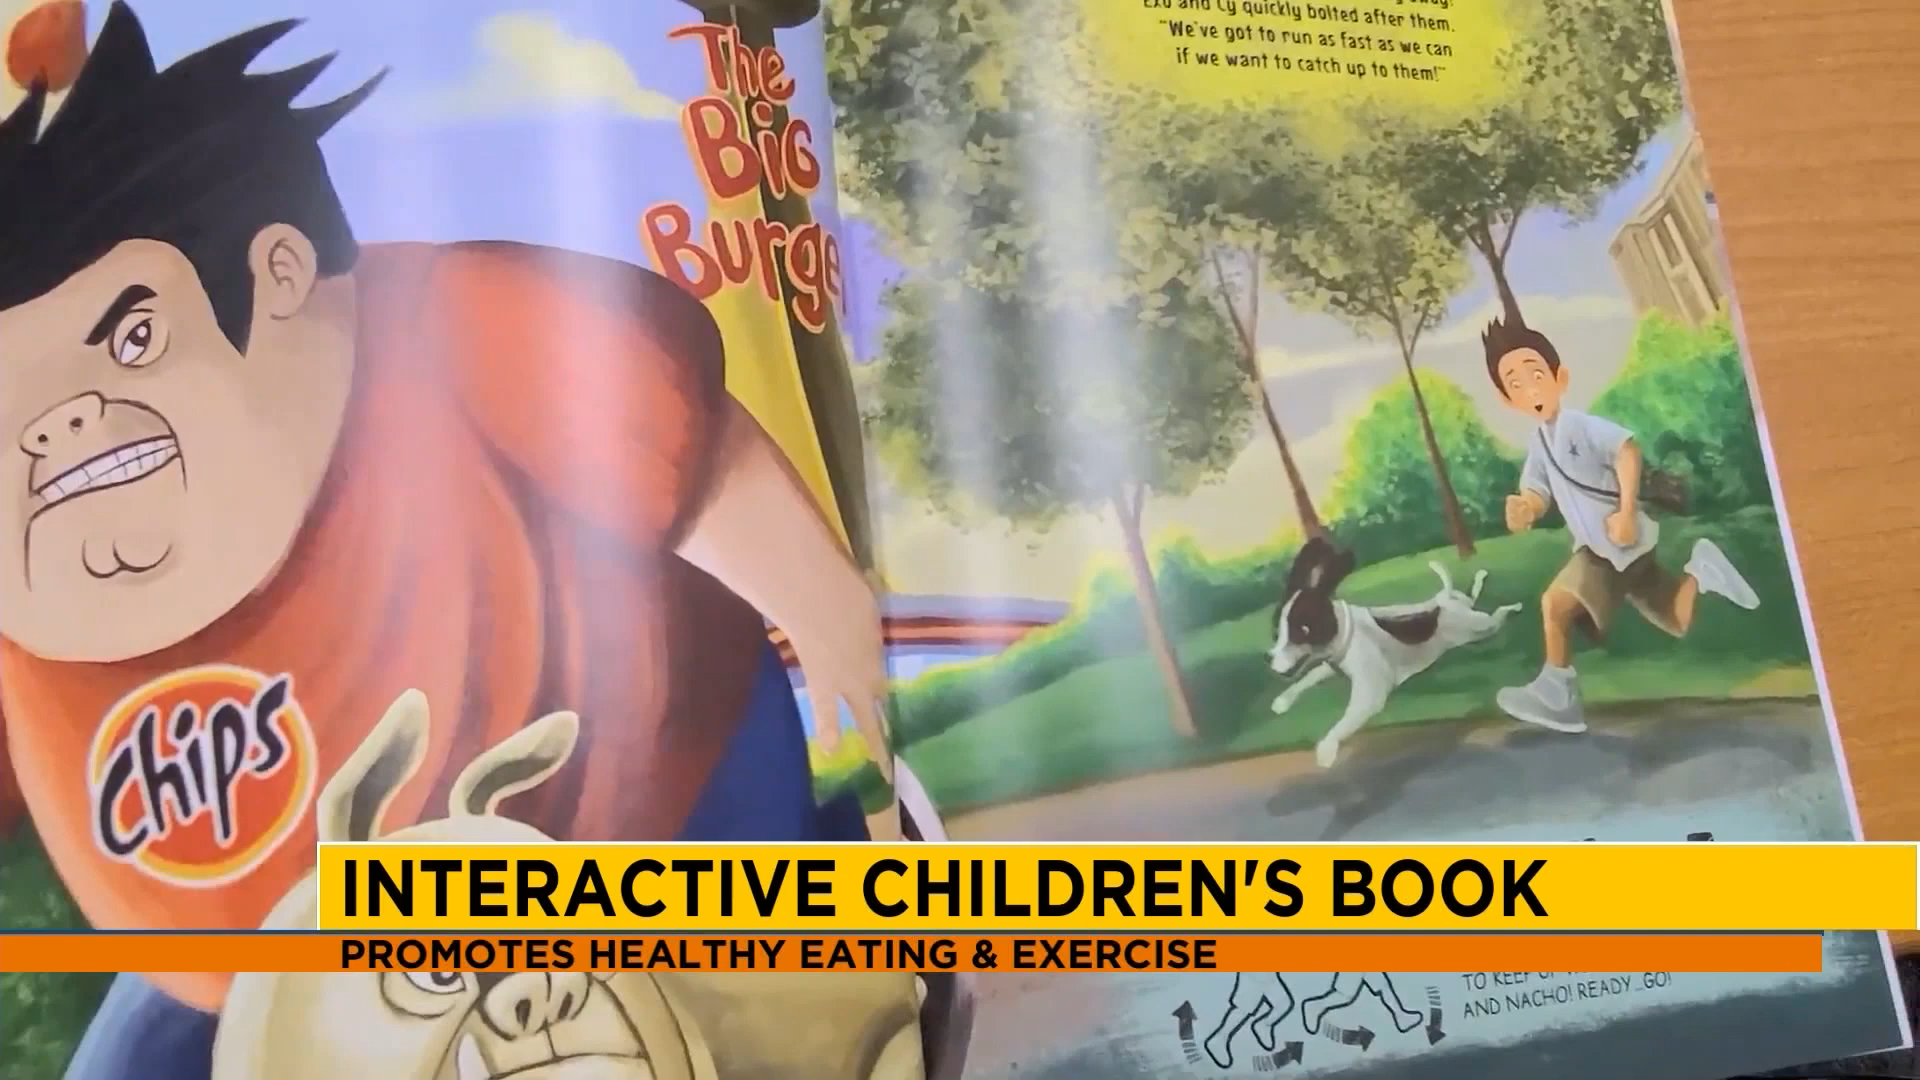 The
Big
Burge
Exo and Cy quickly bolted after them.
"We've got to run as fast as we can
if we want to catch up to them!"
Chips
INTERACTIVE CHILDREN'S BOOK
PROMOTES HEALTHY EATING & EXERCISE
TO KEEP UP
AND NACHO! READY...GO!